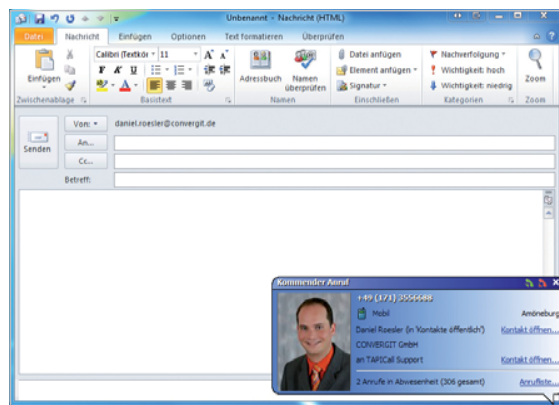 Unbenannt - Nachricht (HTML)
Datei Nachricht Einfügen Optionen Text formatieren Überprüfen
Calibri (Textkör 11
F K U
Einfügen
Adressbuch Namen überprüfen
Datei anfügen
Element anfügen
Signatur
Nachverfolgung
Wichtigkeit: hoch
Wichtigkeit: niedrig
Zoom
Zwischenablage Basistext Namen Einschließen Kategorien Zoom
Senden
Von: daniel.roesler@convergit.de
An...
Cc...
Betreff:
Kommender Anruf
+49 (171) 3556688
Mobil Amöneburg
Daniel Roesler (in 'Kontakte öffentlich') Kontakt öffnen...
CONVERGIT GmbH
an TAPICall Support Kontakt öffnen...
2 Anrufe in Abwesenheit (306 gesamt) Anrufliste...